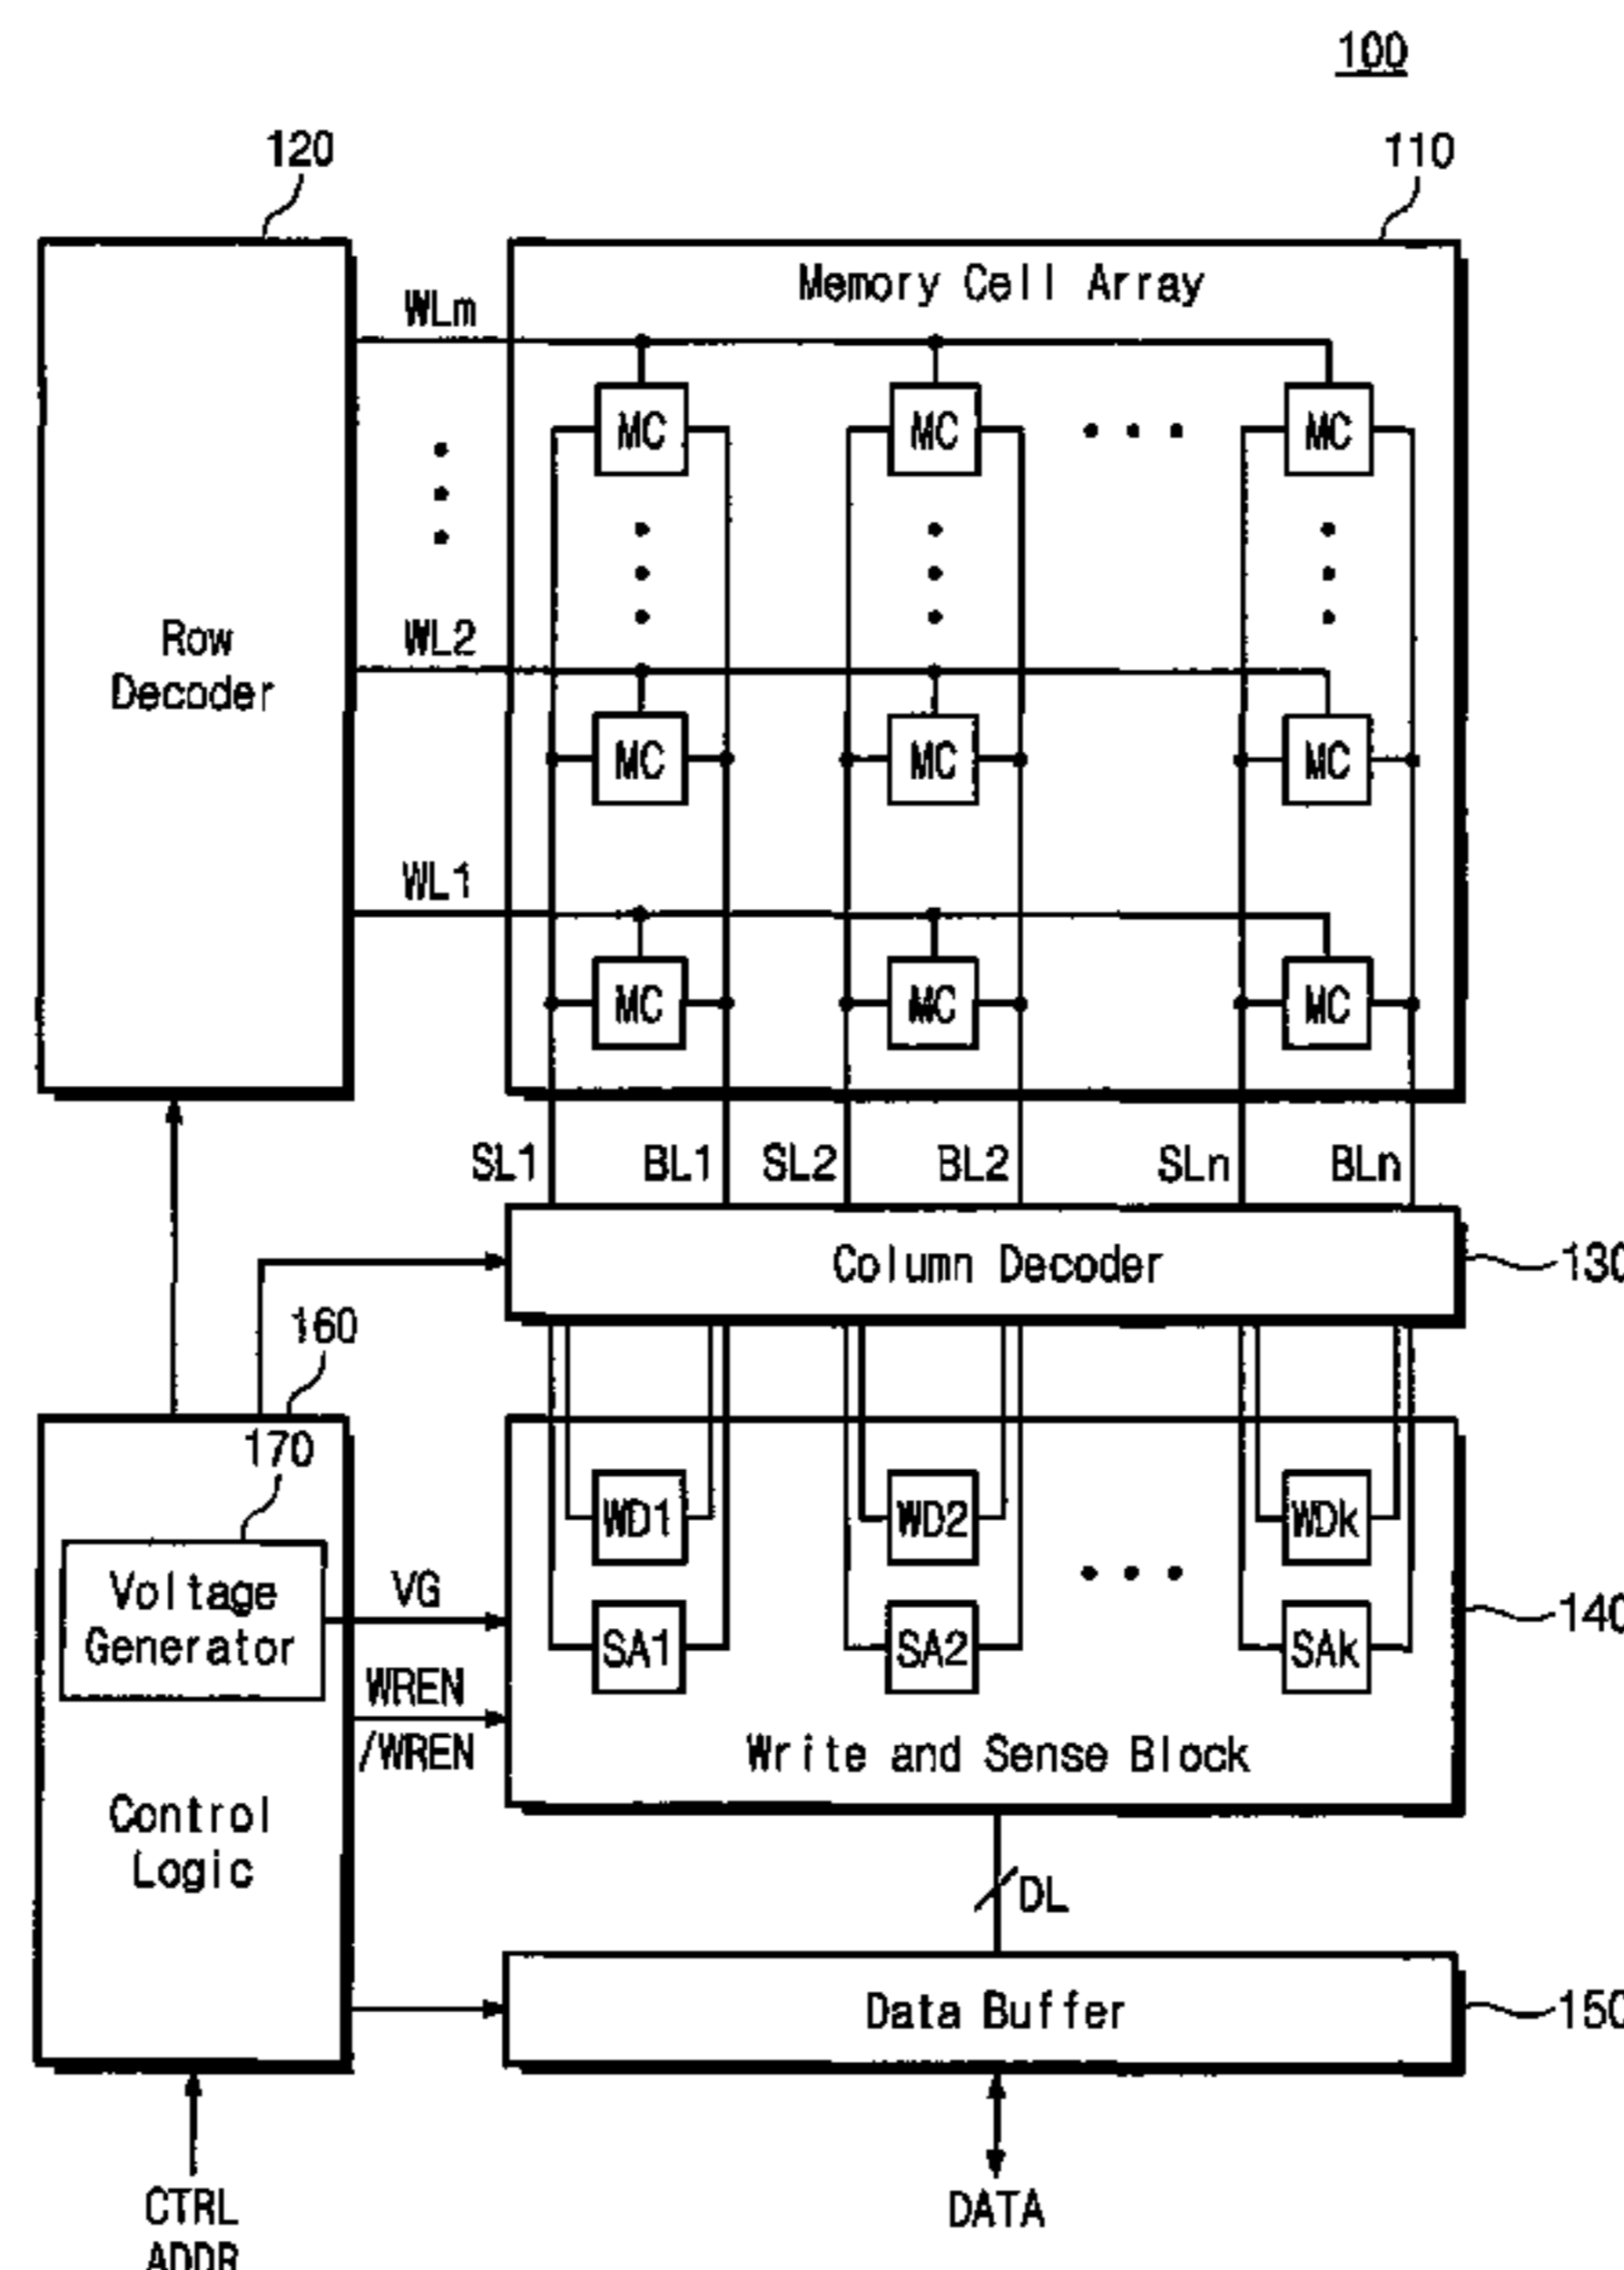 100
120
110
Memory Cell Array
WLm
MC MC MC
Row
Decoder
WL2
MC MC MC
WL1
MC MC MC
SL1 BL1 SL2 BL2 SLn BLn
Column Decoder
130
160
170
WD1 WD2 WDk
Voltage
Generator
VG
140
SA1 SA2 SAk
WREN
/WREN
Write and Sense Block
Control
Logic
DL
Data Buffer
150
CTRL
ADDR
DATA